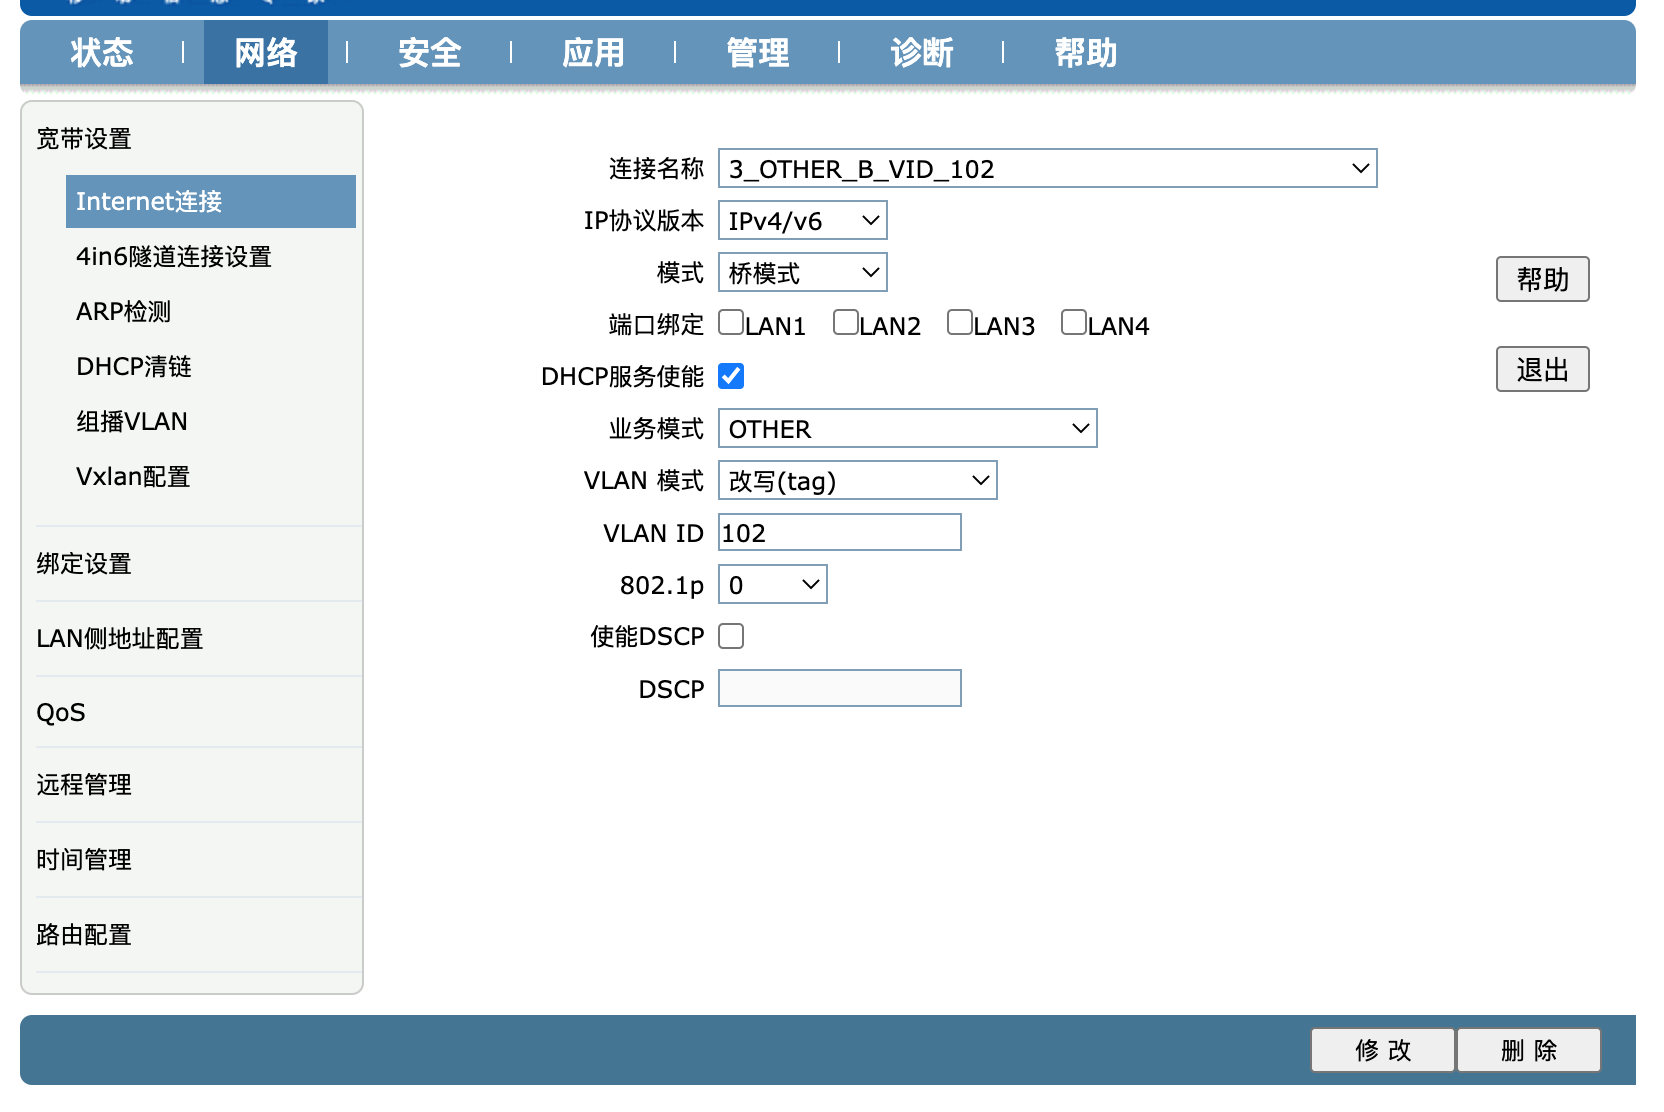 状态 | 网络 | 安全 | 应用 | 管理 | 诊断 | 帮助
宽带设置
Internet连接
4in6隧道连接设置
ARP检测
DHCP清链
组播VLAN
Vxlan配置
绑定设置
LAN侧地址配置
QoS
远程管理
时间管理
路由配置
连接名称 3_OTHER_B_VID_102
IP协议版本 IPv4/v6
模式 桥模式
端口绑定 LAN1 LAN2 LAN3 LAN4
DHCP服务使能
业务模式 OTHER
VLAN 模式 改写(tag)
VLAN ID 102
802.1p 0
使能DSCP
DSCP
帮助
退出
修 改 删 除